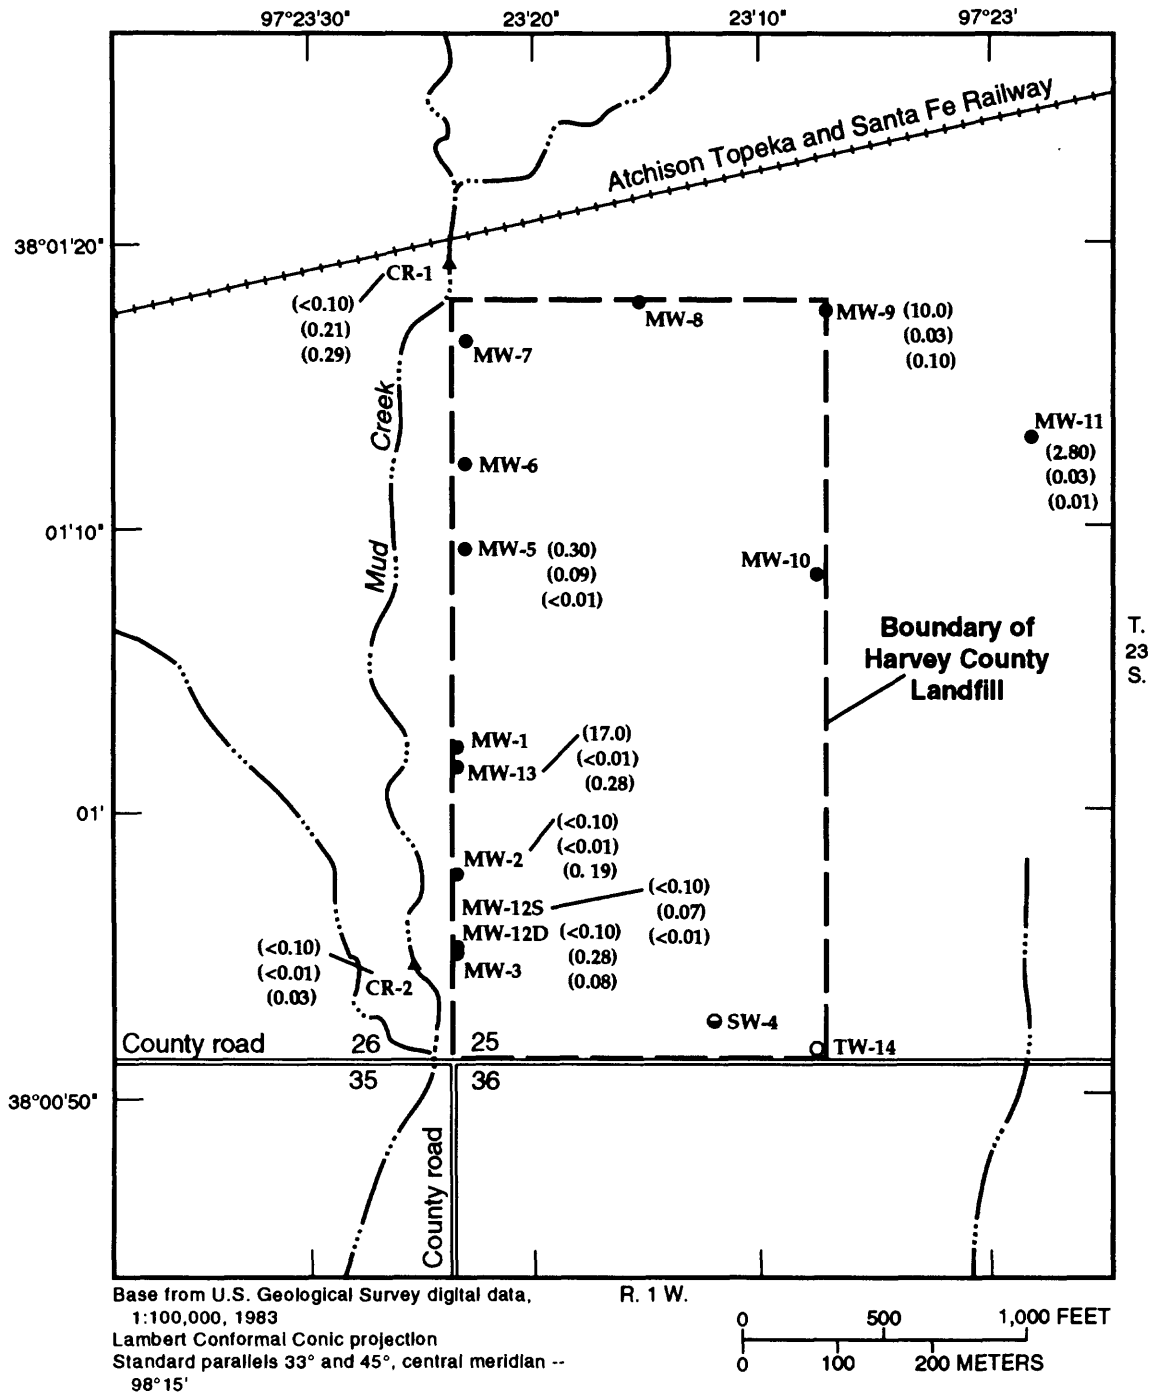 97°23'30" 23'20" 23'10" 97°23'
Atchison Topeka and Santa Fe Railway
38°01'20"
CR-1
(<0.10)
(0.21)
(0.29)
MW-8
MW-9 (10.0)
(0.03)
(0.10)
MW-7
Creek
MW-11
(2.80)
(0.03)
(0.01)
MW-6
01'10"
MW-5 (0.30)
(0.09)
(<0.01)
Mud
MW-10
Boundary of
Harvey County
Landfill
T.
23
S.
MW-1 (17.0)
(<0.01)
MW-13 (0.28)
01'
(<0.10)
(<0.01)
MW-2 (0. 19)
MW-12S (<0.10)
(0.07)
(<0.01)
MW-12D (<0.10)
(0.28)
(0.08)
MW-3
(<0.10)
(<0.01)
(0.03)
CR-2
SW-4
TW-14
County road 26 25
35 36
38°00'50"
County road
Base from U.S. Geological Survey digital data,
1:100,000, 1983
Lambert Conformal Conic projection
Standard parallels 33° and 45°, central meridian --
98°15'
R. 1 W.
0 500 1,000 FEET
0 100 200 METERS